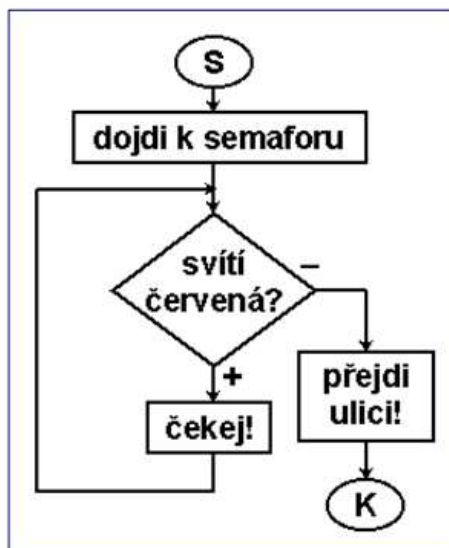 S
dojdi k semaforu
svítí
červená?
–
+
čekej!
přejdi
ulici!
K